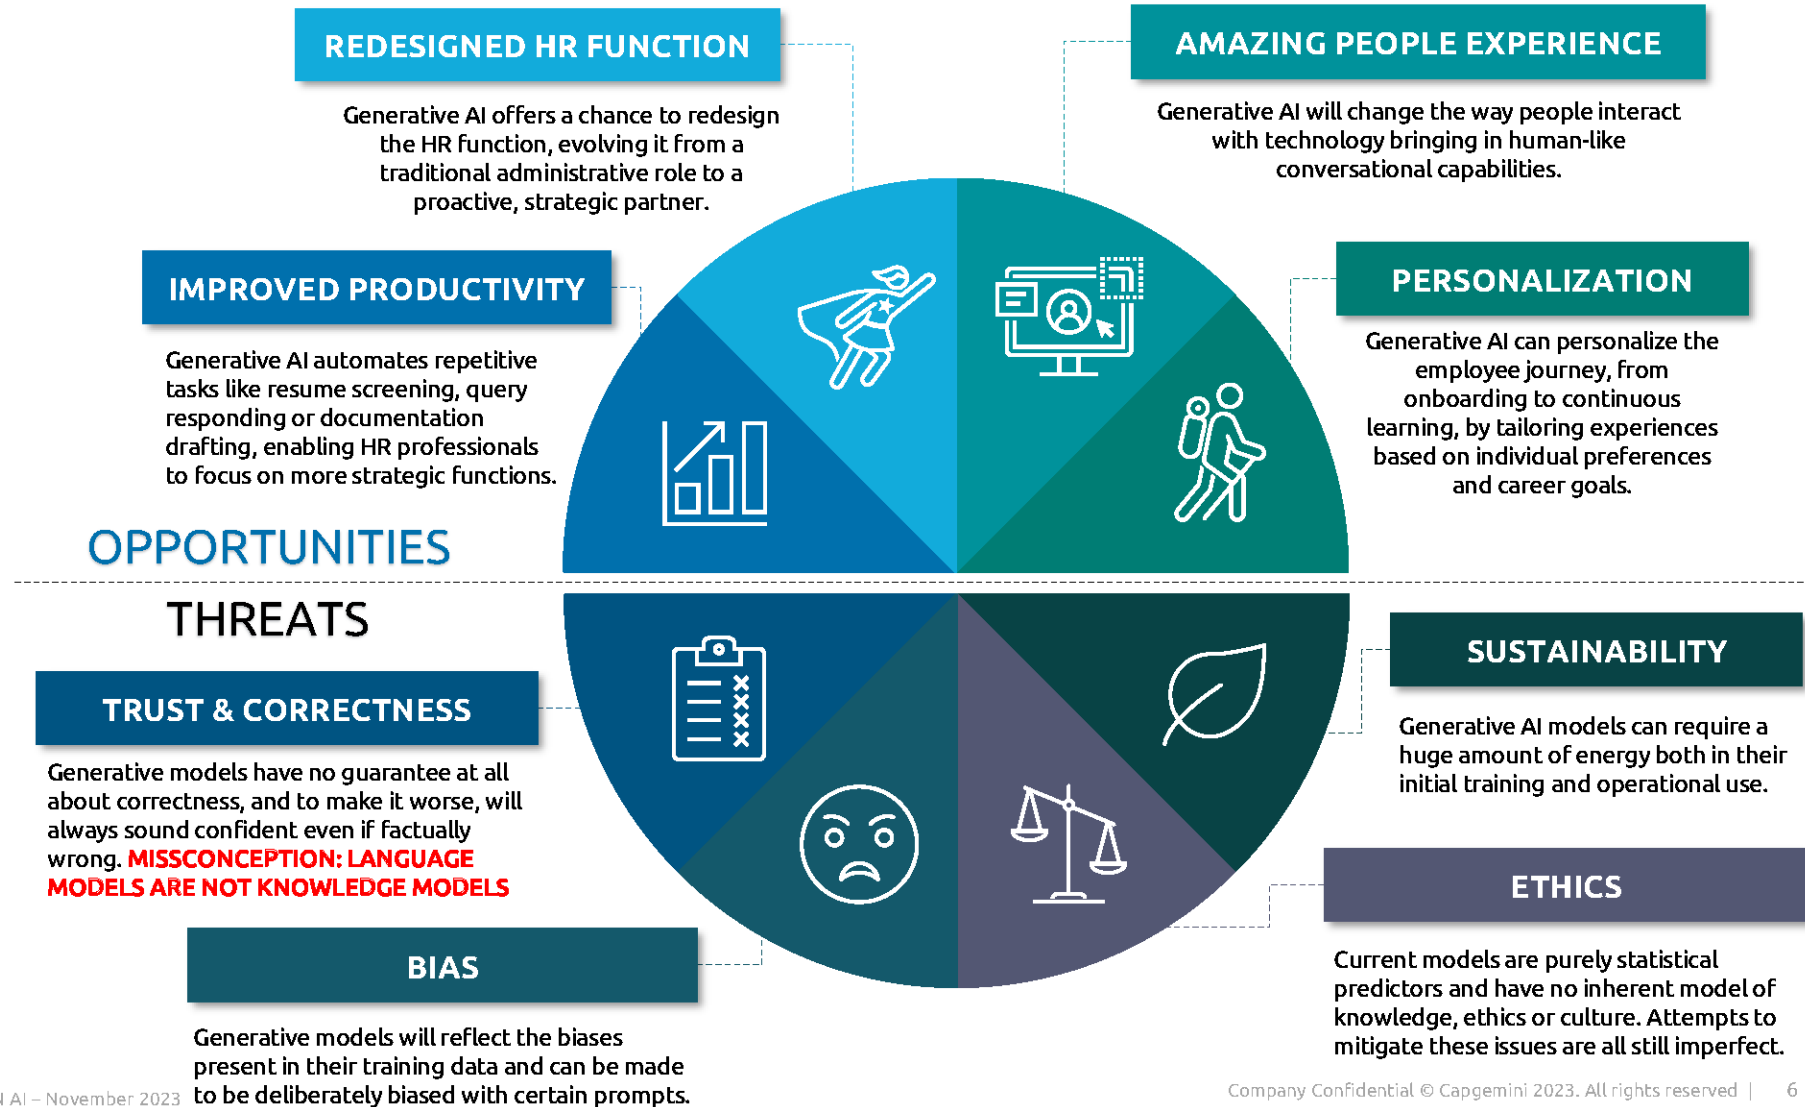 REDESIGNED HR FUNCTION
Generative AI offers a chance to redesign
the HR function, evolving it from a
traditional administrative role to a
proactive, strategic partner.
AMAZING PEOPLE EXPERIENCE
Generative AI will change the way people interact
with technology bringing in human-like
conversational capabilities.
IMPROVED PRODUCTIVITY
Generative AI automates repetitive
tasks like resume screening, query
responding or documentation
drafting, enabling HR professionals
to focus on more strategic functions.
PERSONALIZATION
Generative AI can personalize the
employee journey, from
onboarding to continuous
learning, by tailoring experiences
based on individual preferences
and career goals.
OPPORTUNITIES
THREATS
TRUST & CORRECTNESS
Generative models have no guarantee at all
about correctness, and to make it worse, will
always sound confident even if factually
wrong. MISSCONCEPTION: LANGUAGE
MODELS ARE NOT KNOWLEDGE MODELS
SUSTAINABILITY
Generative AI models can require a
huge amount of energy both in their
initial training and operational use.
BIAS
Generative models will reflect the biases
present in their training data and can be made
to be deliberately biased with certain prompts.
ETHICS
Current models are purely statistical
predictors and have no inherent model of
knowledge, ethics or culture. Attempts to
mitigate these issues are all still imperfect.
AI – November 2023
Company Confidential © Capgemini 2023. All rights reserved | 6